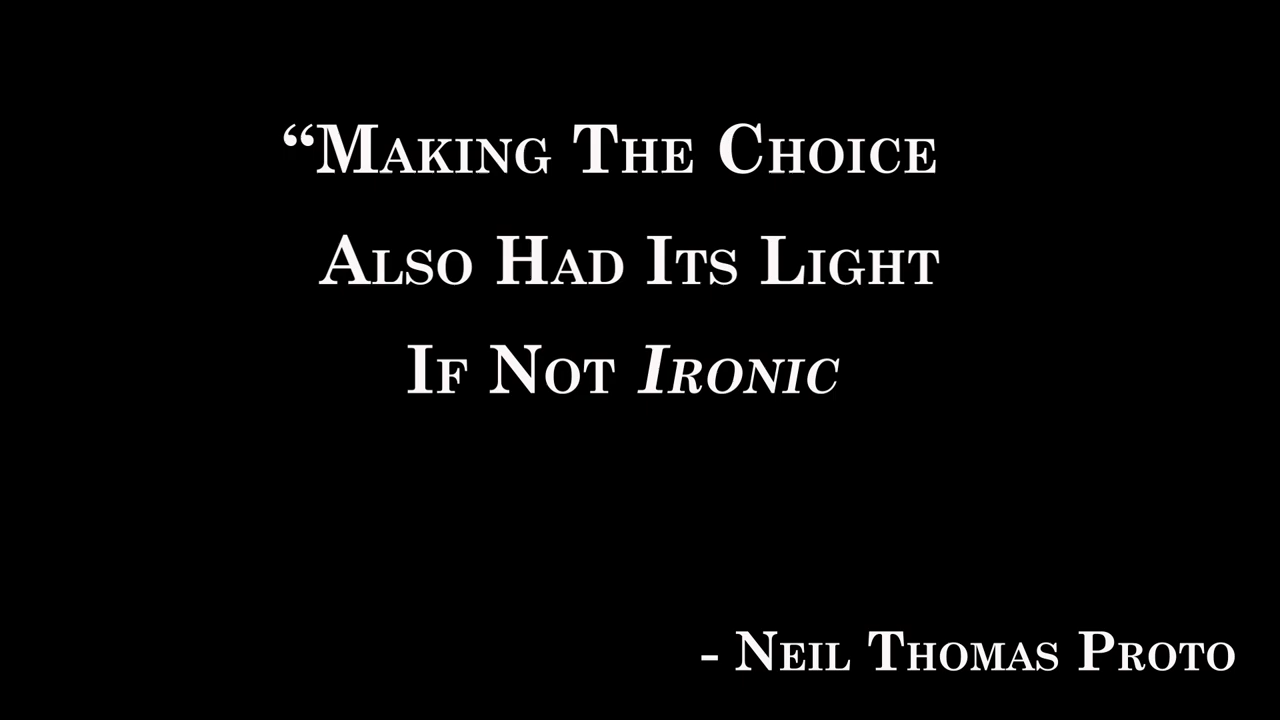 “Making The Choice
Also Had Its Light
If Not Ironic
- Neil Thomas Proto